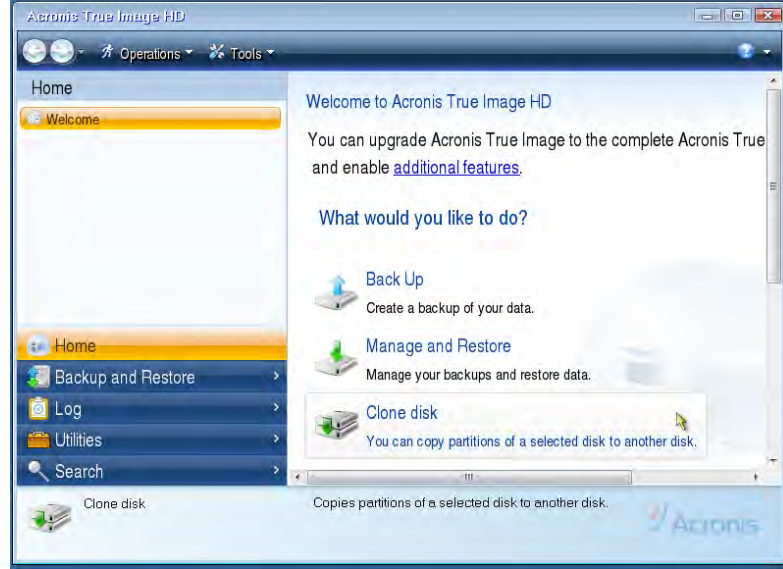 Acronis True Image HD
Operations Tools
Home
Welcome
Welcome to Acronis True Image HD
You can upgrade Acronis True Image to the complete Acronis True
and enable additional features.
What would you like to do?
Back Up
Create a backup of your data.
Manage and Restore
Manage your backups and restore data.
Clone disk
You can copy partitions of a selected disk to another disk.
Home
Backup and Restore
Log
Utilities
Search
Clone disk
Copies partitions of a selected disk to another disk.
Acronis